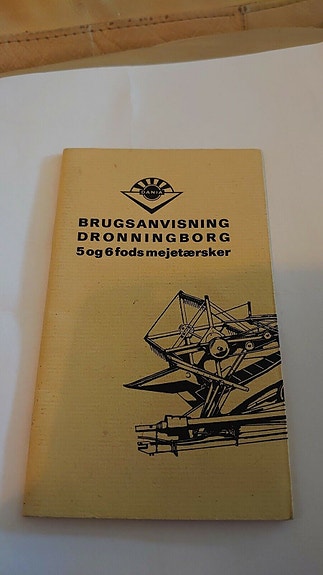 DANIA
BRUGSANVISNING
DRONNINGBORG
5 og 6 fods mejetærsker